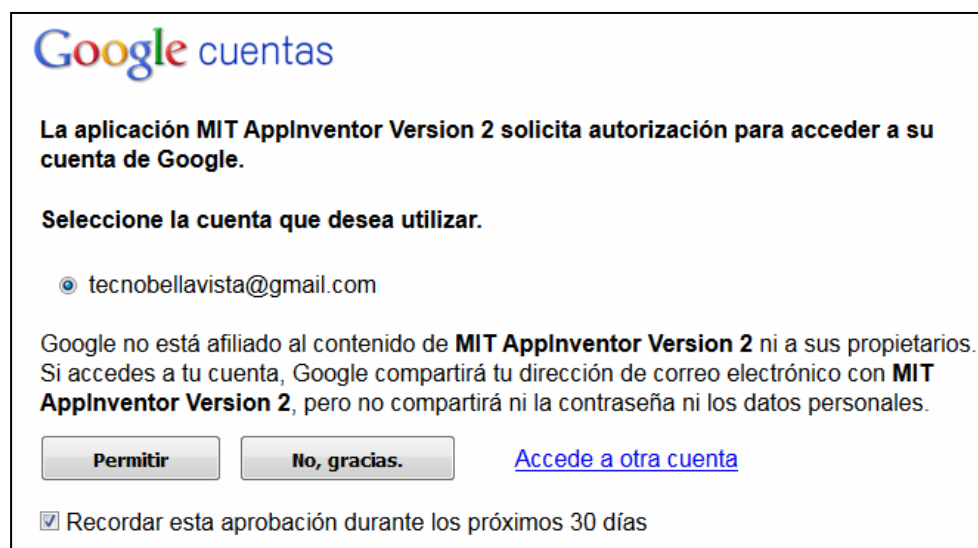 Google cuentas
La aplicación MIT AppInventor Version 2 solicita autorización para acceder a su
cuenta de Google.
Seleccione la cuenta que desea utilizar.
tecnobellavista@gmail.com
Google no está afiliado al contenido de MIT AppInventor Version 2 ni a sus propietarios.
Si accedes a tu cuenta, Google compartirá tu dirección de correo electrónico con MIT
AppInventor Version 2, pero no compartirá ni la contraseña ni los datos personales.
Permitir No, gracias. Accede a otra cuenta
Recordar esta aprobación durante los próximos 30 días